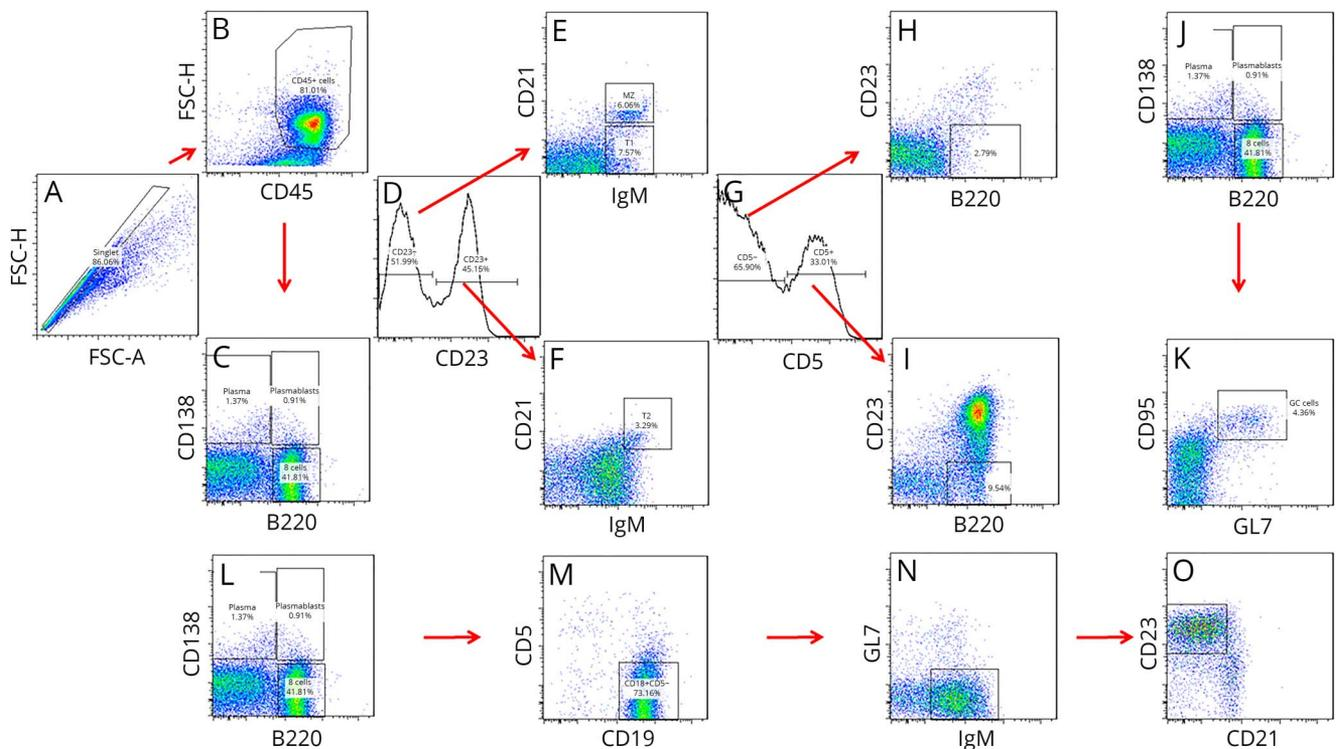 A
FSC-H
Singlet
86.06%
FSC-A
B
FSC-H
CD45+ cells
81.01%
CD45
C
CD138
Plasma
1.37%
Plasmablasts
0.91%
8 cells
41.81%
B220
D
CD23-
51.99%
CD23+
45.15%
CD23
E
CD21
MZ
6.06%
T1
7.57%
IgM
F
CD21
T2
3.29%
IgM
G
CD5-
65.90%
CD5+
33.01%
CD5
H
CD23
2.79%
B220
I
CD23
9.54%
B220
J
CD138
Plasma
1.37%
Plasmablasts
0.91%
8 cells
41.81%
B220
K
CD95
GC cells
4.36%
GL7
L
CD138
Plasma
1.37%
Plasmablasts
0.91%
8 cells
41.81%
B220
M
CD5
CD18+CD5-
73.16%
CD19
N
GL7
IgM
O
CD23
CD21